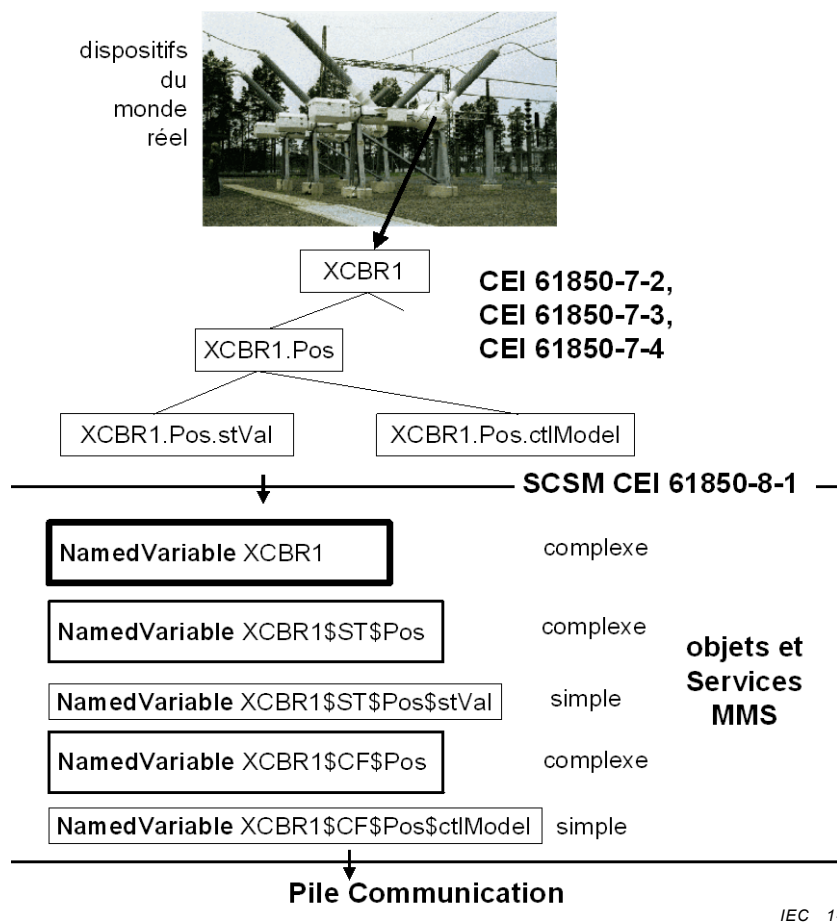 dispositifs
du
monde
réel
XCBR1
CEI 61850-7-2,
CEI 61850-7-3,
CEI 61850-7-4
XCBR1.Pos
XCBR1.Pos.stVal
XCBR1.Pos.ctlModel
SCSM CEI 61850-8-1
NamedVariable XCBR1
complexe
NamedVariable XCBR1$ST$Pos
complexe
objets et
Services
MMS
NamedVariable XCBR1$ST$Pos$stVal
simple
NamedVariable XCBR1$CF$Pos
complexe
NamedVariable XCBR1$CF$Pos$ctlModel
simple
Pile Communication
IEC 1